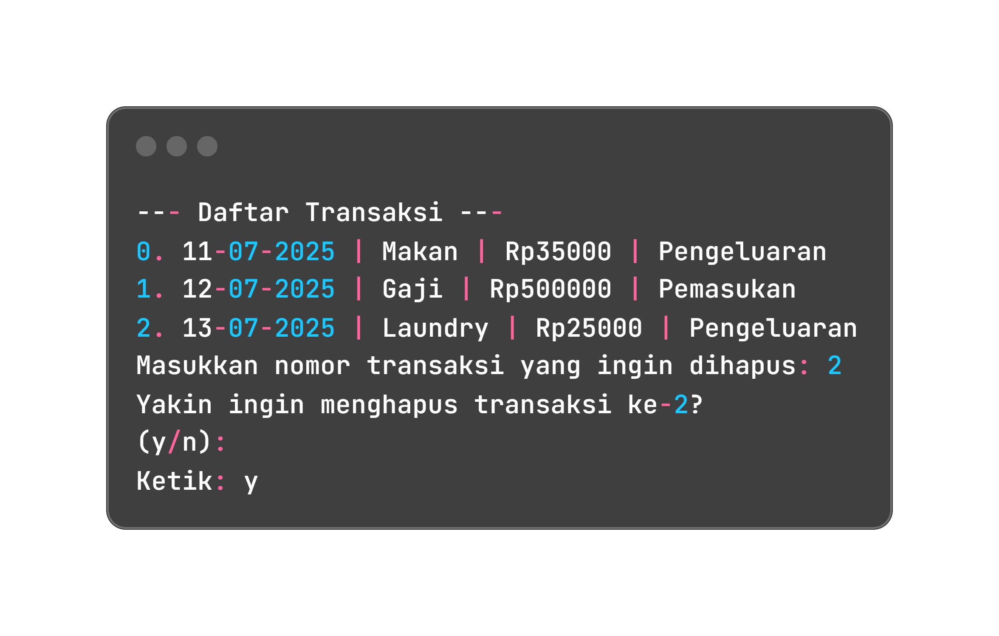 --- Daftar Transaksi ---
0. 11-07-2025 | Makan | Rp35000 | Pengeluaran
1. 12-07-2025 | Gaji | Rp500000 | Pemasukan
2. 13-07-2025 | Laundry | Rp25000 | Pengeluaran
Masukkan nomor transaksi yang ingin dihapus: 2
Yakin ingin menghapus transaksi ke-2?
(y/n):
Ketik: y